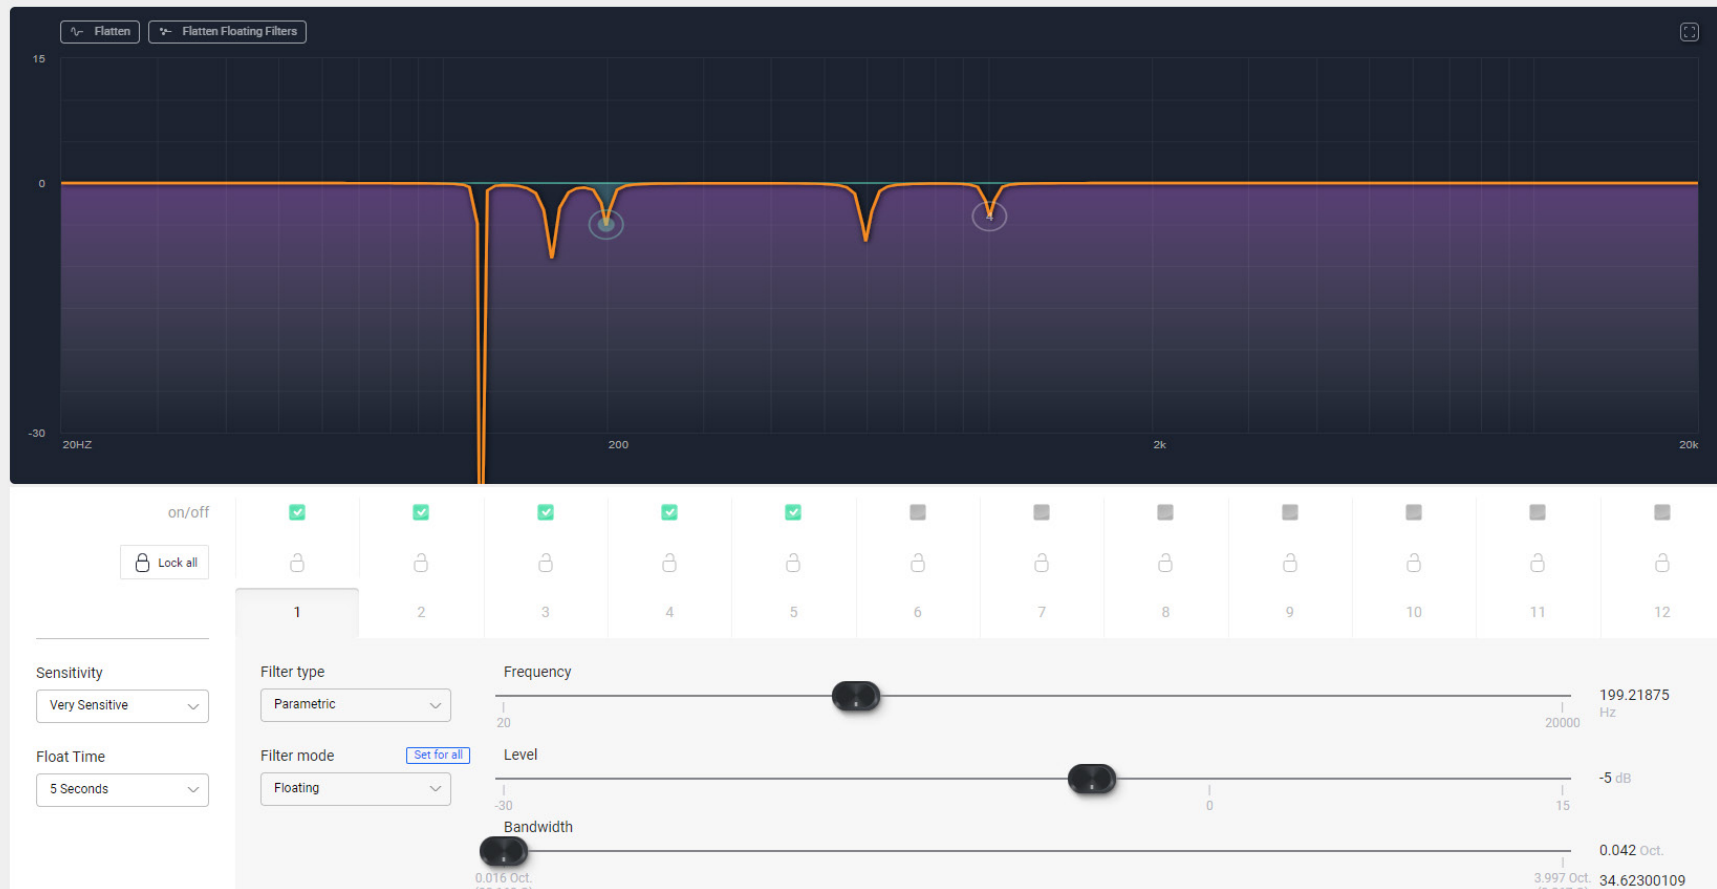 Flatten
Flatten Floating Filters
15
0
4
-30
20HZ
200
2k
20k
on/off
Lock all
1 2 3 4 5 6 7 8 9 10 11 12
Sensitivity
Very Sensitive
Float Time
5 Seconds
Filter type
Parametric
Filter mode
Set for all
Floating
Frequency
20
20000
199.21875
Hz
Level
-30
0
15
-5 dB
Bandwidth
0.016 Oct.
3.997 Oct.
0.042 Oct.
34.62300109